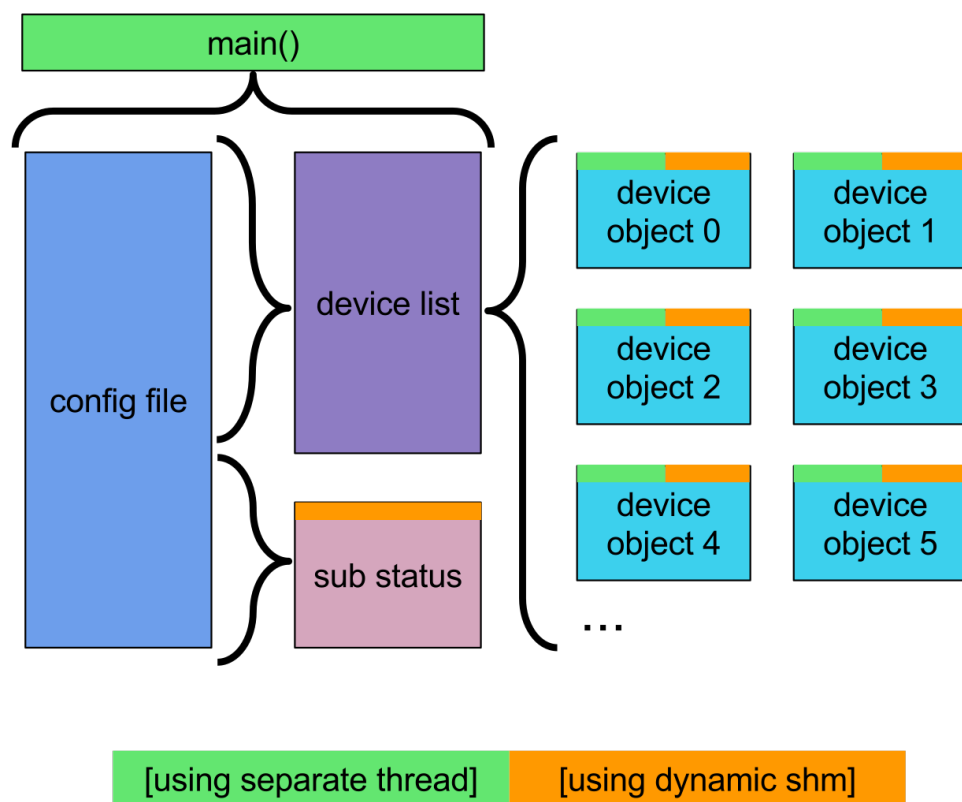 main()
config file
device list
sub status
device
object 0
device
object 1
device
object 2
device
object 3
device
object 4
device
object 5
...
[using separate thread]
[using dynamic shm]